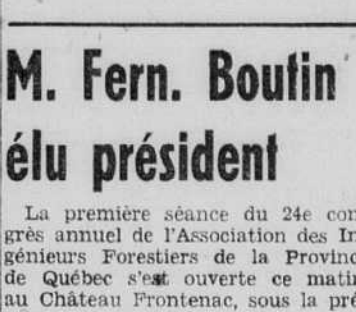 M. Fern. Boutin
élu président
La première séance du 24e con
grès annuel de l'Association des In
génieurs Forestiers de la Provinc
de Québec s'est ouverte ce matin
au Château Frontenac, sous la pré